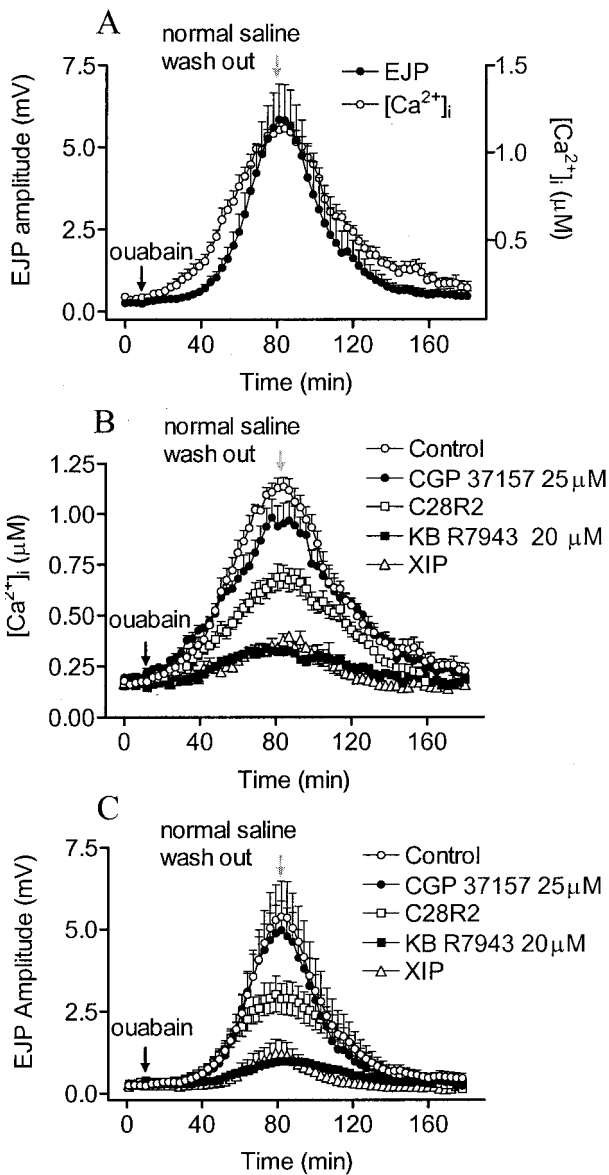 A
normal saline
wash out
EJP
[Ca²⁺]ᵢ
7.5
5.0
2.5
0.0
EJP amplitude (mV)
1.5
1.0
0.5
[Ca²⁺]ᵢ (μM)
ouabain
0 40 80 120 160
Time (min)
B
normal saline
wash out
Control
CGP 37157 25μM
C28R2
KB R7943 20 μM
XIP
1.25
1.00
0.75
0.50
0.25
0.00
[Ca²⁺]ᵢ (μM)
ouabain
0 40 80 120 160
Time (min)
C
normal saline
wash out
Control
CGP 37157 25μM
C28R2
KB R7943 20μM
XIP
7.5
5.0
2.5
0.0
EJP Amplitude (mV)
ouabain
0 40 80 120 160
Time (min)